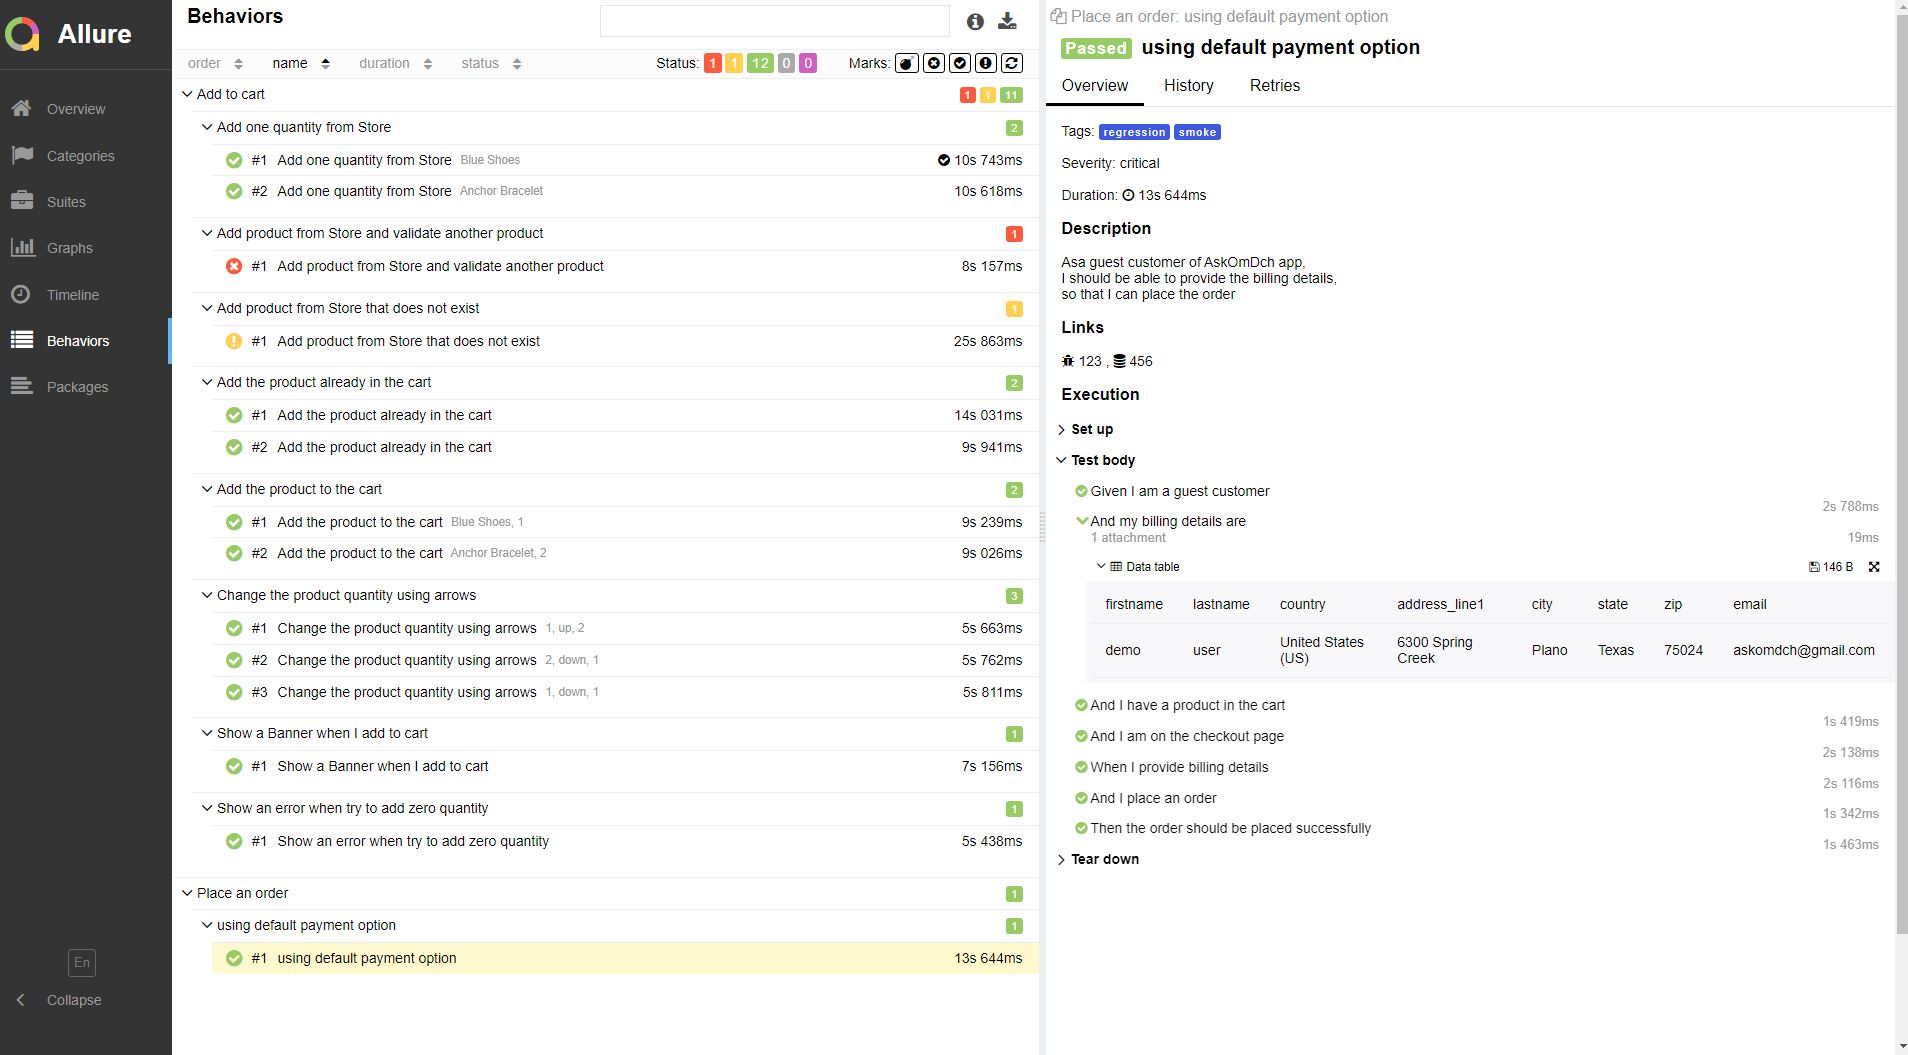 Allure
Overview
Categories
Suites
Graphs
Timeline
Behaviors
Packages
En
Collapse
Behaviors
order name duration status Status: 1 1 12 0 0 Marks:
Add to cart 1 1 11
Add one quantity from Store 2
#1 Add one quantity from Store Blue Shoes 10s 743ms
#2 Add one quantity from Store Anchor Bracelet 10s 618ms
Add product from Store and validate another product 1
#1 Add product from Store and validate another product 8s 157ms
Add product from Store that does not exist 1
#1 Add product from Store that does not exist 25s 863ms
Add the product already in the cart 2
#1 Add the product already in the cart 14s 031ms
#2 Add the product already in the cart 9s 941ms
Add the product to the cart 2
#1 Add the product to the cart Blue Shoes, 1 9s 239ms
#2 Add the product to the cart Anchor Bracelet, 2 9s 026ms
Change the product quantity using arrows 3
#1 Change the product quantity using arrows 1, up, 2 5s 663ms
#2 Change the product quantity using arrows 2, down, 1 5s 762ms
#3 Change the product quantity using arrows 1, down, 1 5s 811ms
Show a Banner when I add to cart 1
#1 Show a Banner when I add to cart 7s 156ms
Show an error when try to add zero quantity 1
#1 Show an error when try to add zero quantity 5s 438ms
Place an order 1
using default payment option 1
#1 using default payment option 13s 644ms
Place an order: using default payment option
Passed using default payment option
Overview History Retries
Tags: regression smoke
Severity: critical
Duration: 13s 644ms
Description
Asa guest customer of AskOmDch app,
I should be able to provide the billing details,
so that I can place the order
Links
123 , 456
Execution
Set up
Test body
Given I am a guest customer
2s 788ms
And my billing details are
1 attachment 19ms
Data table 146 B
firstname lastname country address_line1 city state zip email
demo user United States (US) 6300 Spring Creek Plano Texas 75024 askomdch@gmail.com
And I have a product in the cart
1s 419ms
And I am on the checkout page
2s 138ms
When I provide billing details
2s 116ms
And I place an order
1s 342ms
Then the order should be placed successfully
1s 463ms
Tear down